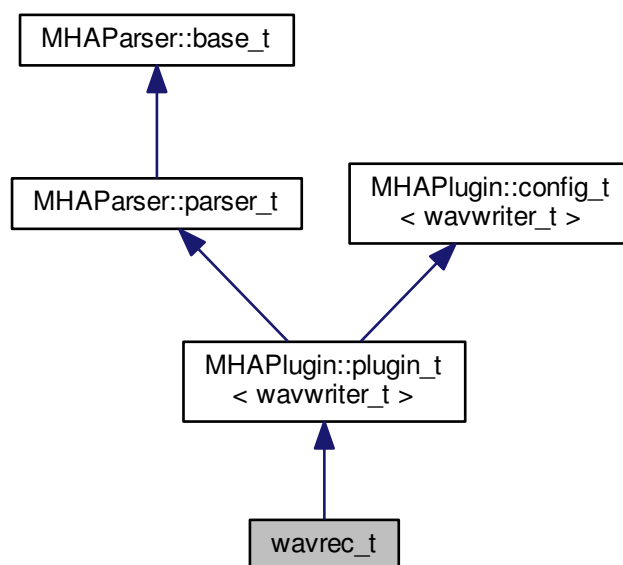 MHAParser::base_t
MHAParser::parser_t
MHAPlugin::config_t
< wavwriter_t >
MHAPlugin::plugin_t
< wavwriter_t >
wavrec_t